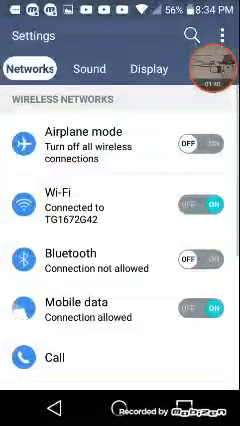 56% 8:34 PM
Settings
Networks Sound Display
01:40
WIRELESS NETWORKS
Airplane mode
Turn off all wireless
connections
OFF ON
Wi-Fi
Connected to
TG1672G42
OFF ON
Bluetooth
Connection not allowed
OFF ON
Mobile data
Connection allowed
OFF ON
Call
Recorded by MOBIZEN